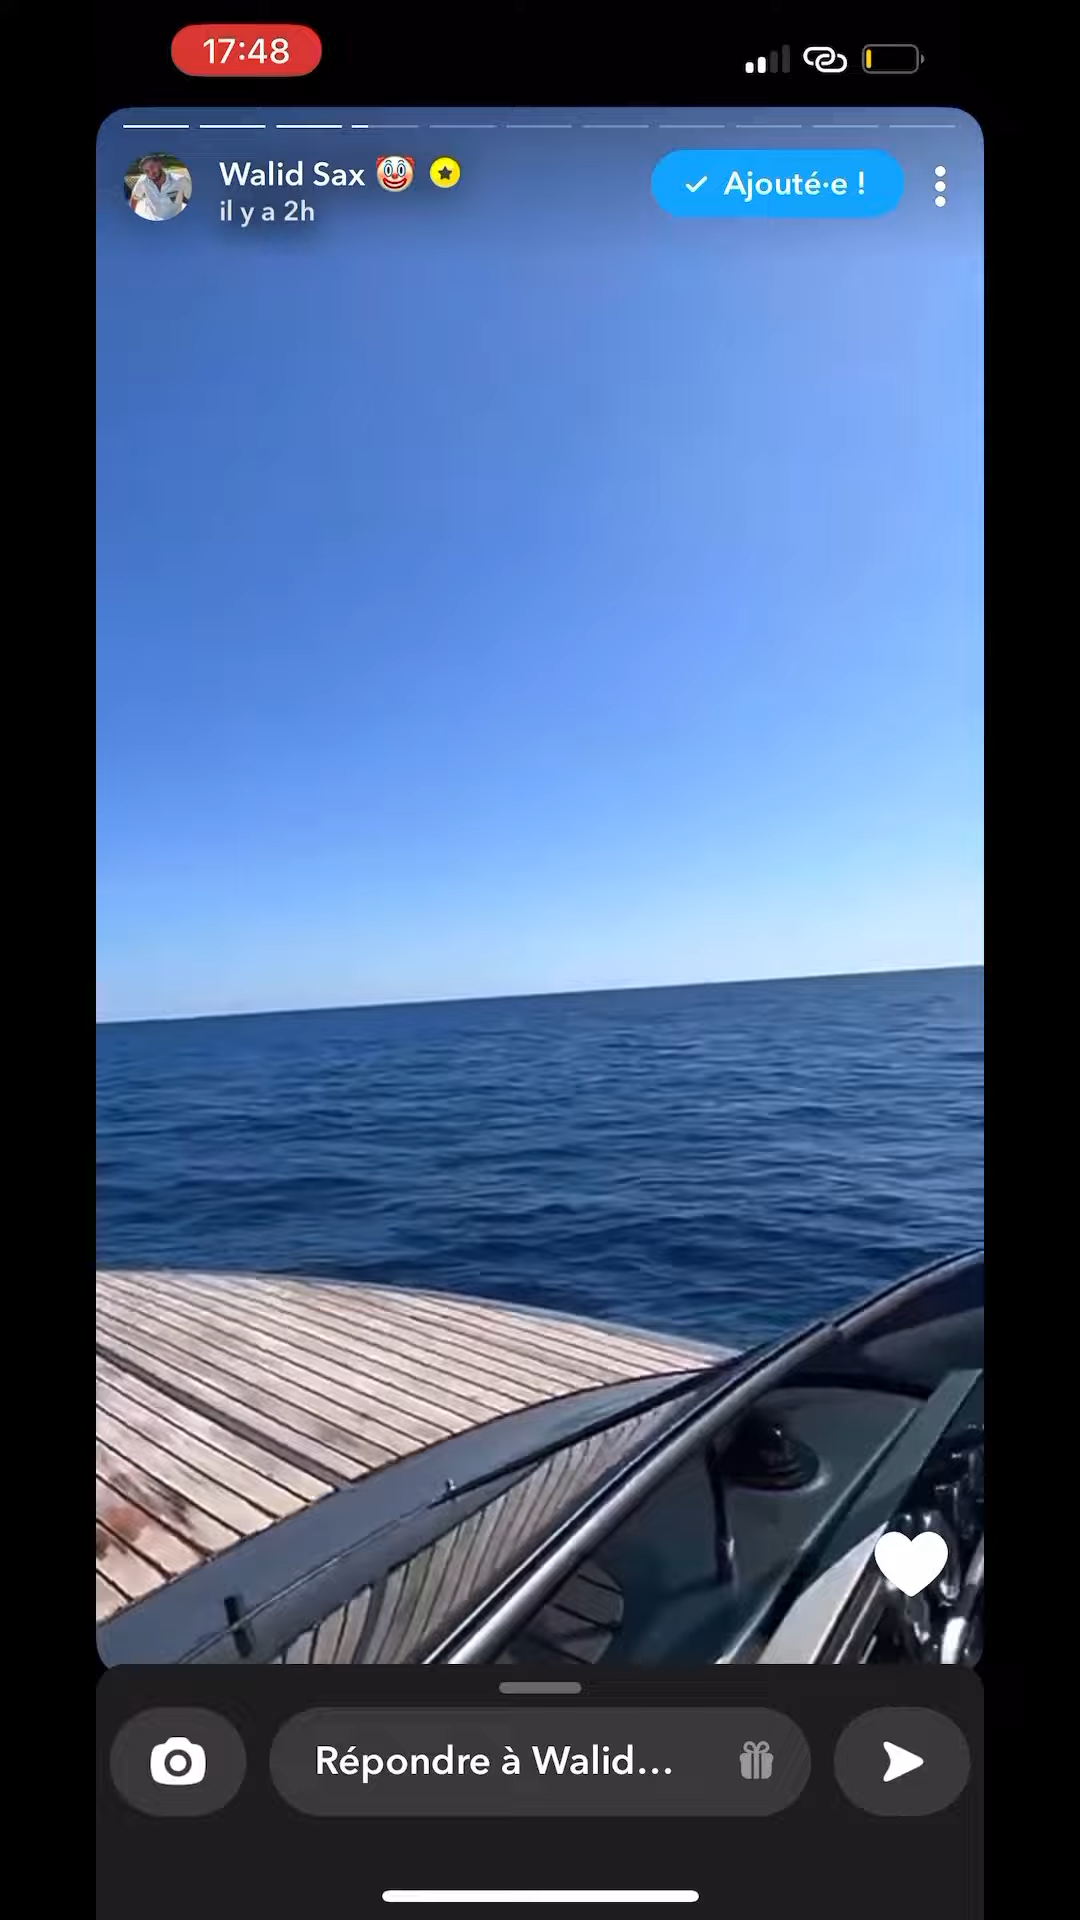 17:48
Walid Sax 🤡
il y a 2h
Ajouté·e !
Répondre à Walid...